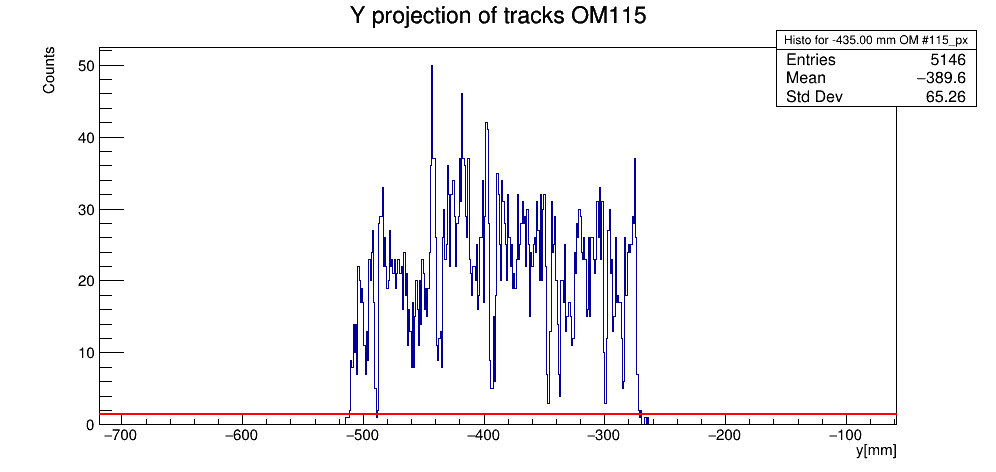 Y projection of tracks OM115
Histo for -435.00 mm OM #115_px
Entries 5146
Mean −389.6
Std Dev 65.26
Counts
50
40
30
20
10
0
−700 −600 −500 −400 −300 −200 −100
y[mm]